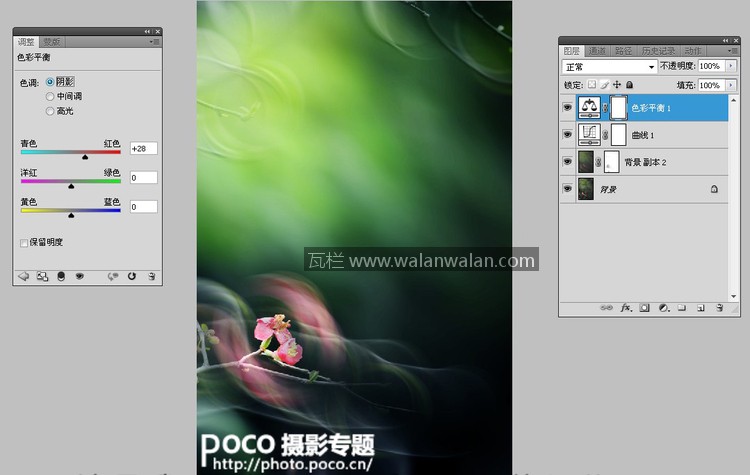 调整 蒙版
色彩平衡
色调: 阴影
中间调
高光
青色 红色 +28
洋红 绿色 0
黄色 蓝色 0
保留明度
图层 通道 路径 历史记录 动作
正常 不透明度: 100%
锁定: 填充: 100%
色彩平衡 1
曲线 1
背景 副本 2
背景
fx
瓦栏 www.walanwalan.com
poco 摄影专题
http://photo.poco.cn/